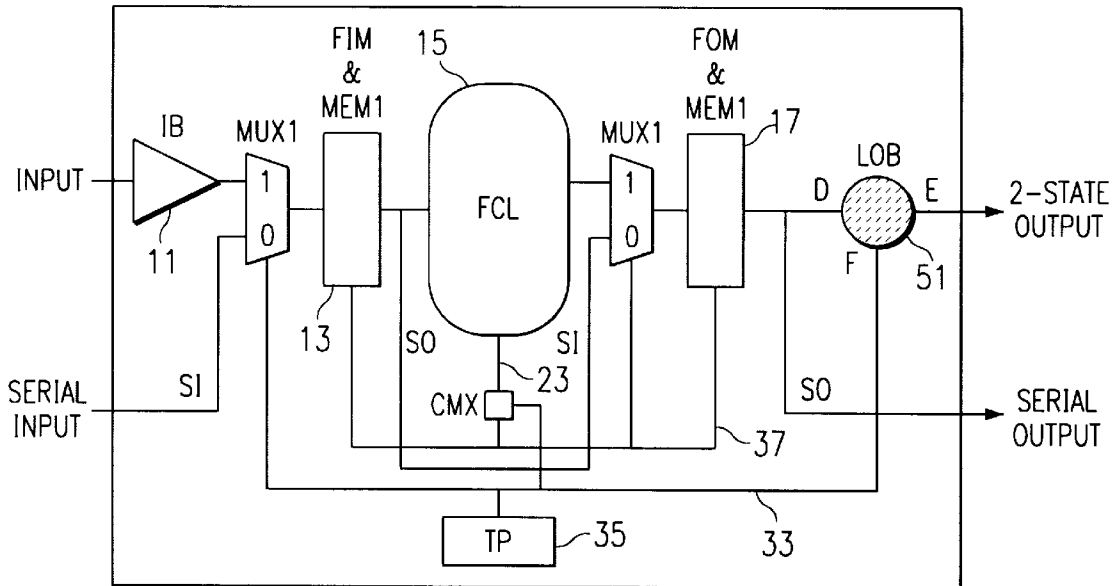 FIM
&
MEM1
15
FOM
&
MEM1
17
IB
MUX1
MUX1
LOB
INPUT
1
0
FCL
1
0
D
E
2-STATE
OUTPUT
11
F
51
13
SO
SI
23
SERIAL
INPUT
SI
CMX
SO
SERIAL
OUTPUT
37
TP
35
33